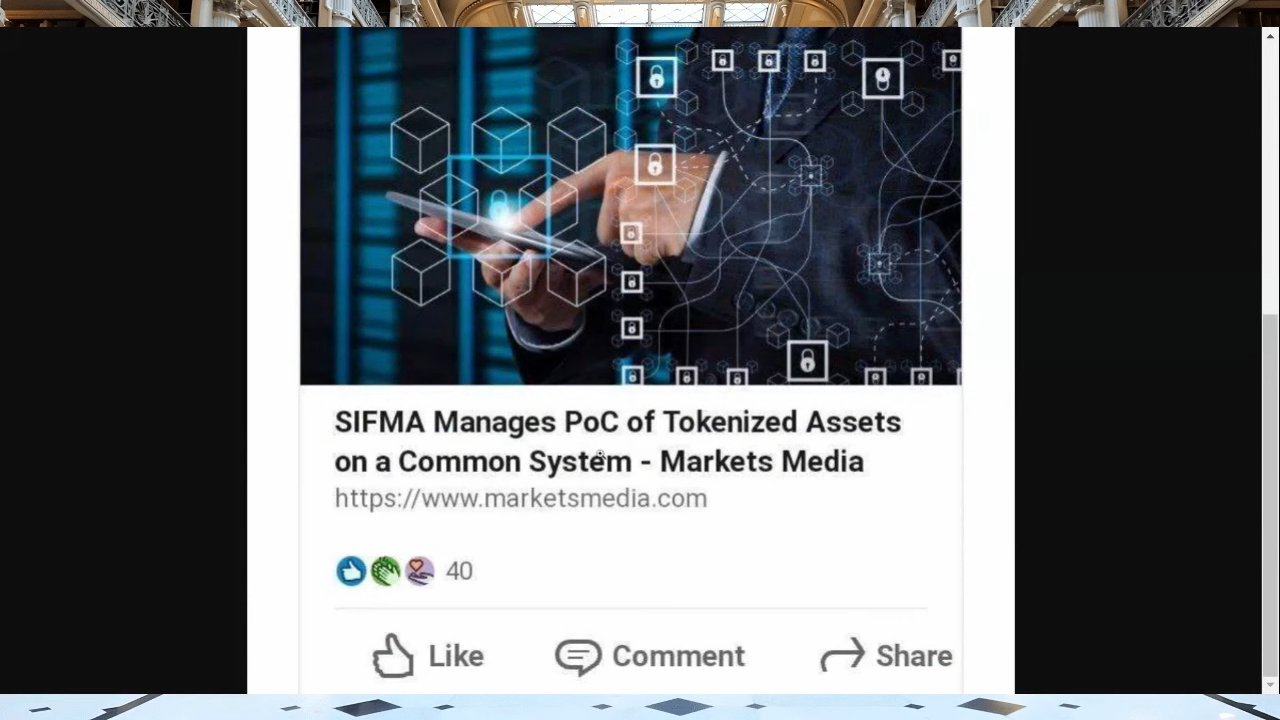 SIFMA Manages PoC of Tokenized Assets
on a Common System - Markets Media
https://www.marketsmedia.com
40
Like Comment Share